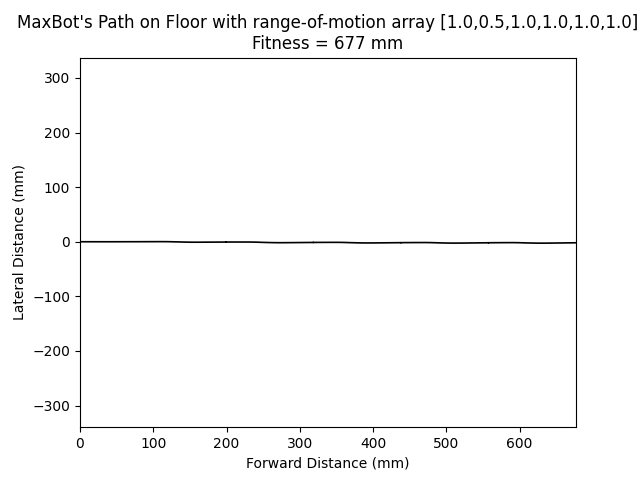 MaxBot's Path on Floor with range-of-motion array [1.0,0.5,1.0,1.0,1.0,1.0]
Fitness = 677 mm
300
200
100
0
−100
−200
−300
Lateral Distance (mm)
0 100 200 300 400 500 600
Forward Distance (mm)